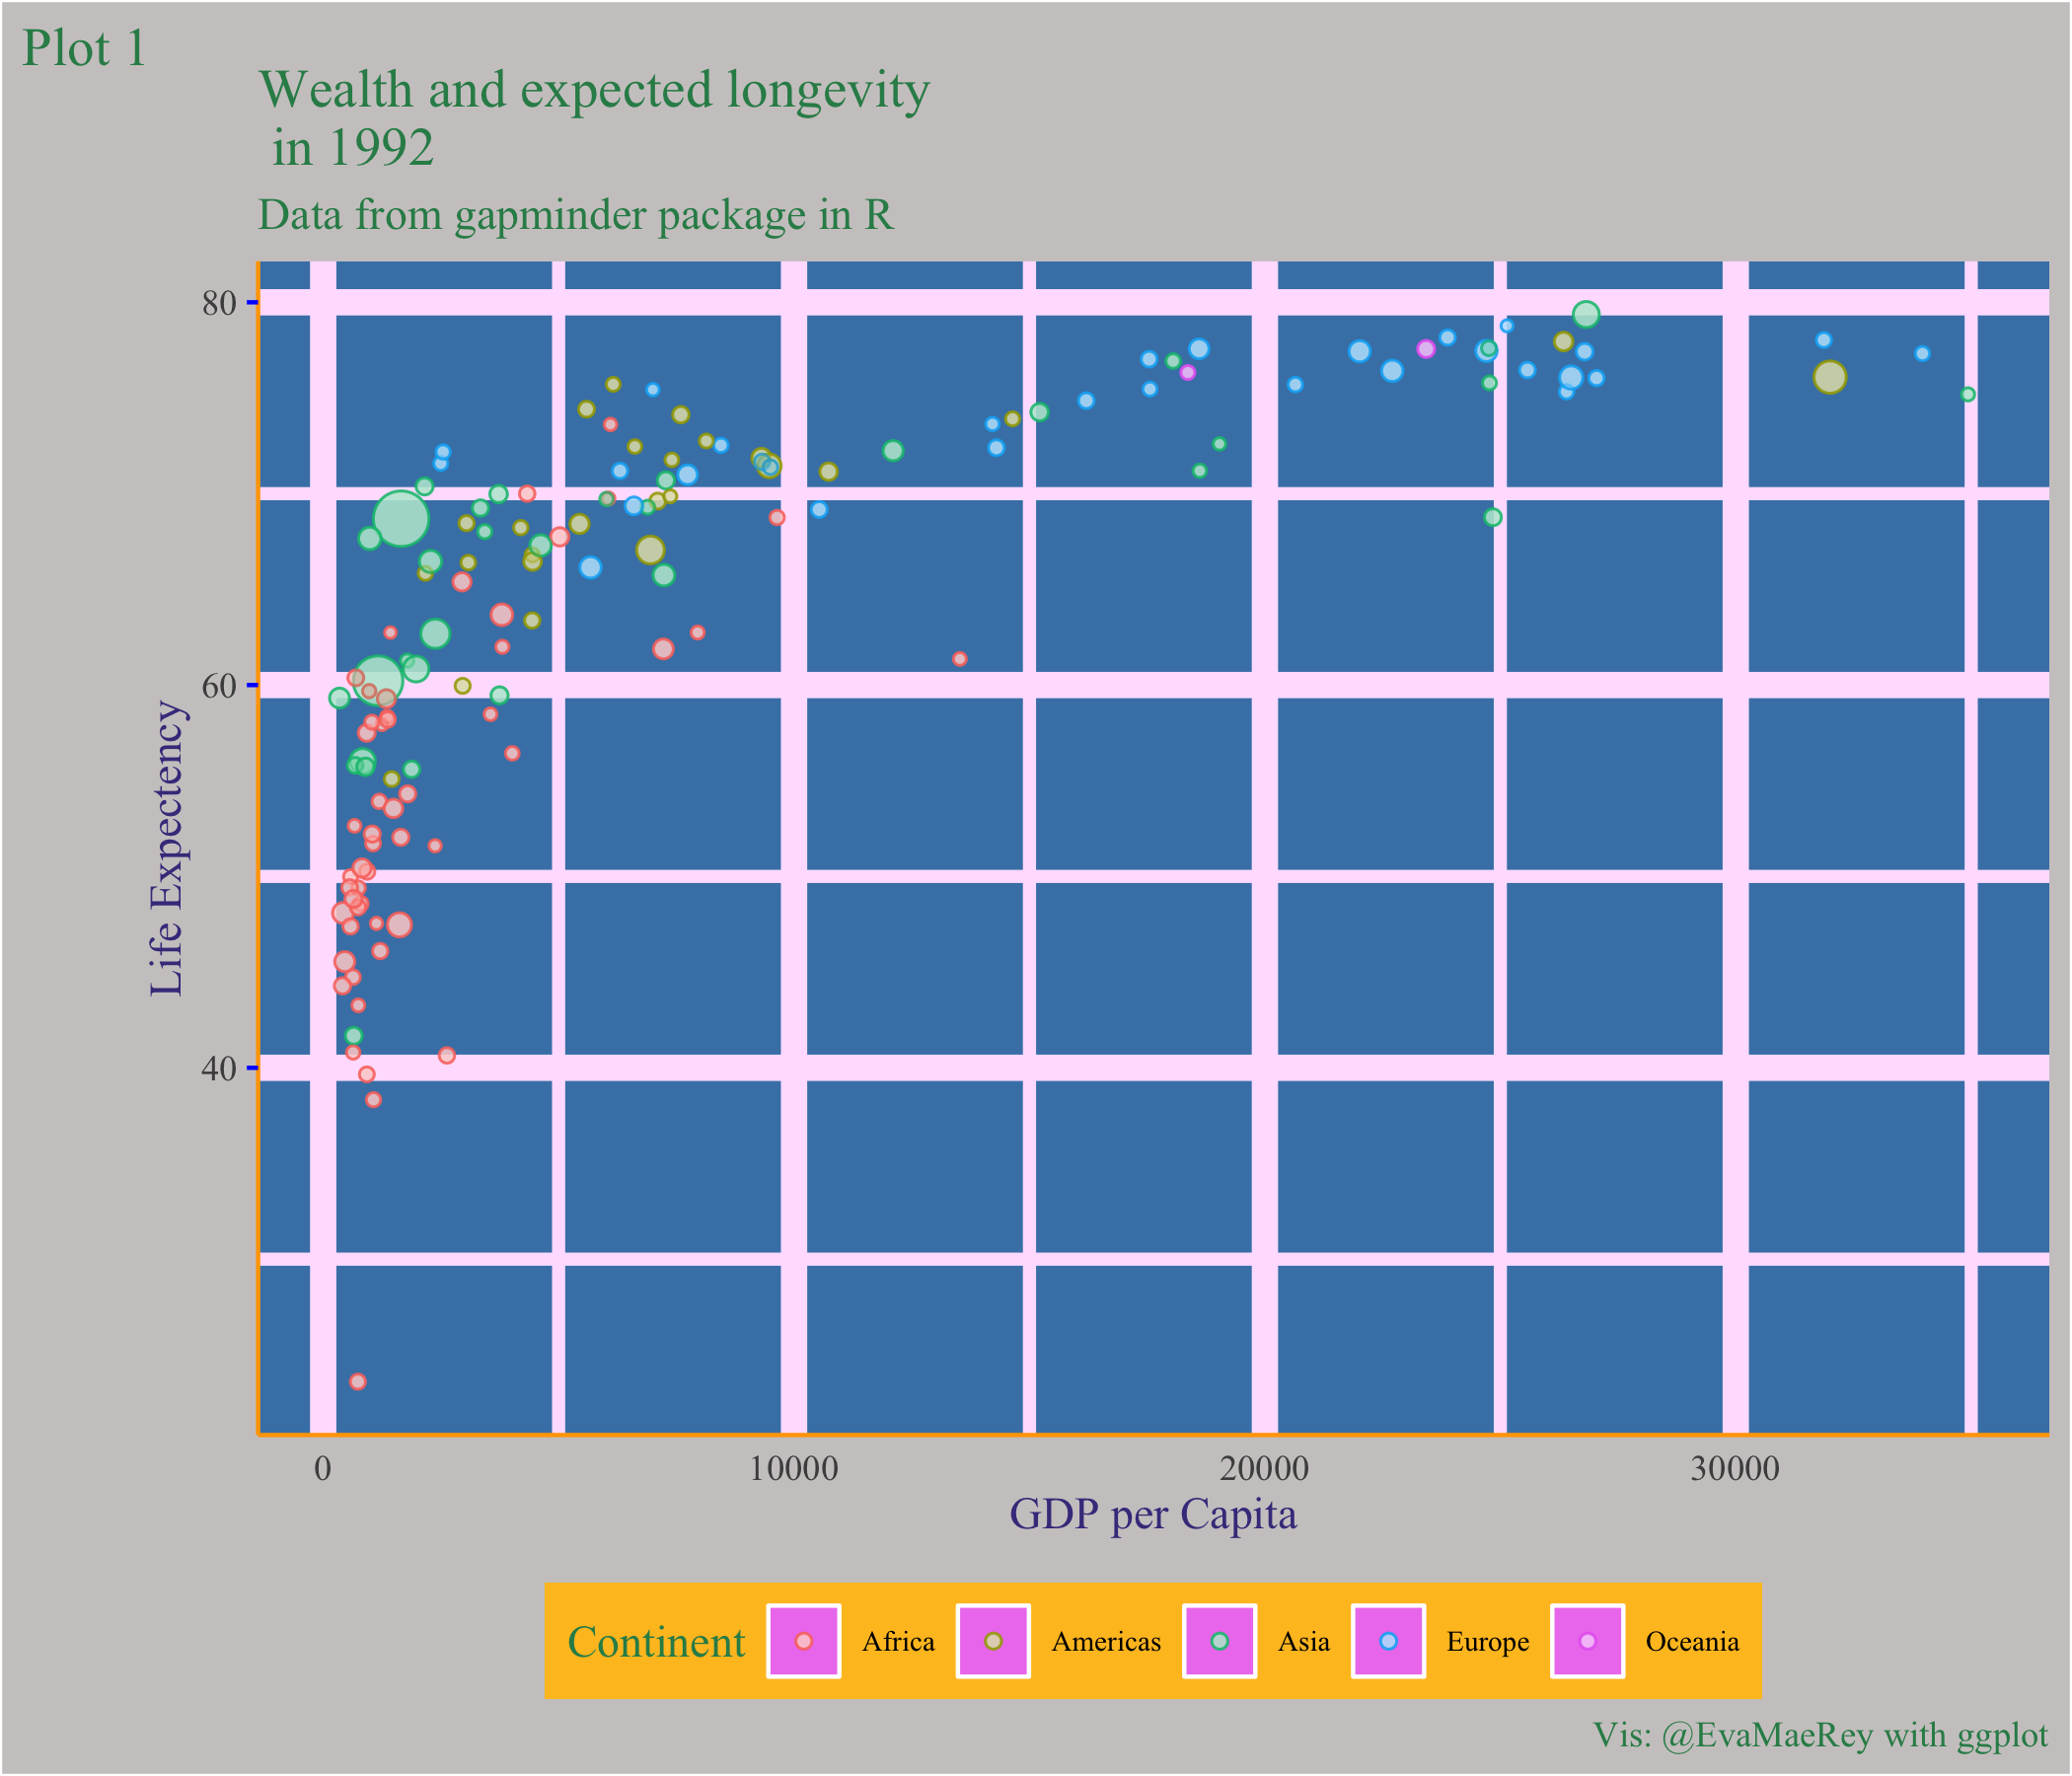 Plot 1
Wealth and expected longevity
in 1992
Data from gapminder package in R
80
60
40
Life Expectency
0 10000 20000 30000
GDP per Capita
Continent Africa Americas Asia Europe Oceania
Vis: @EvaMaeRey with ggplot